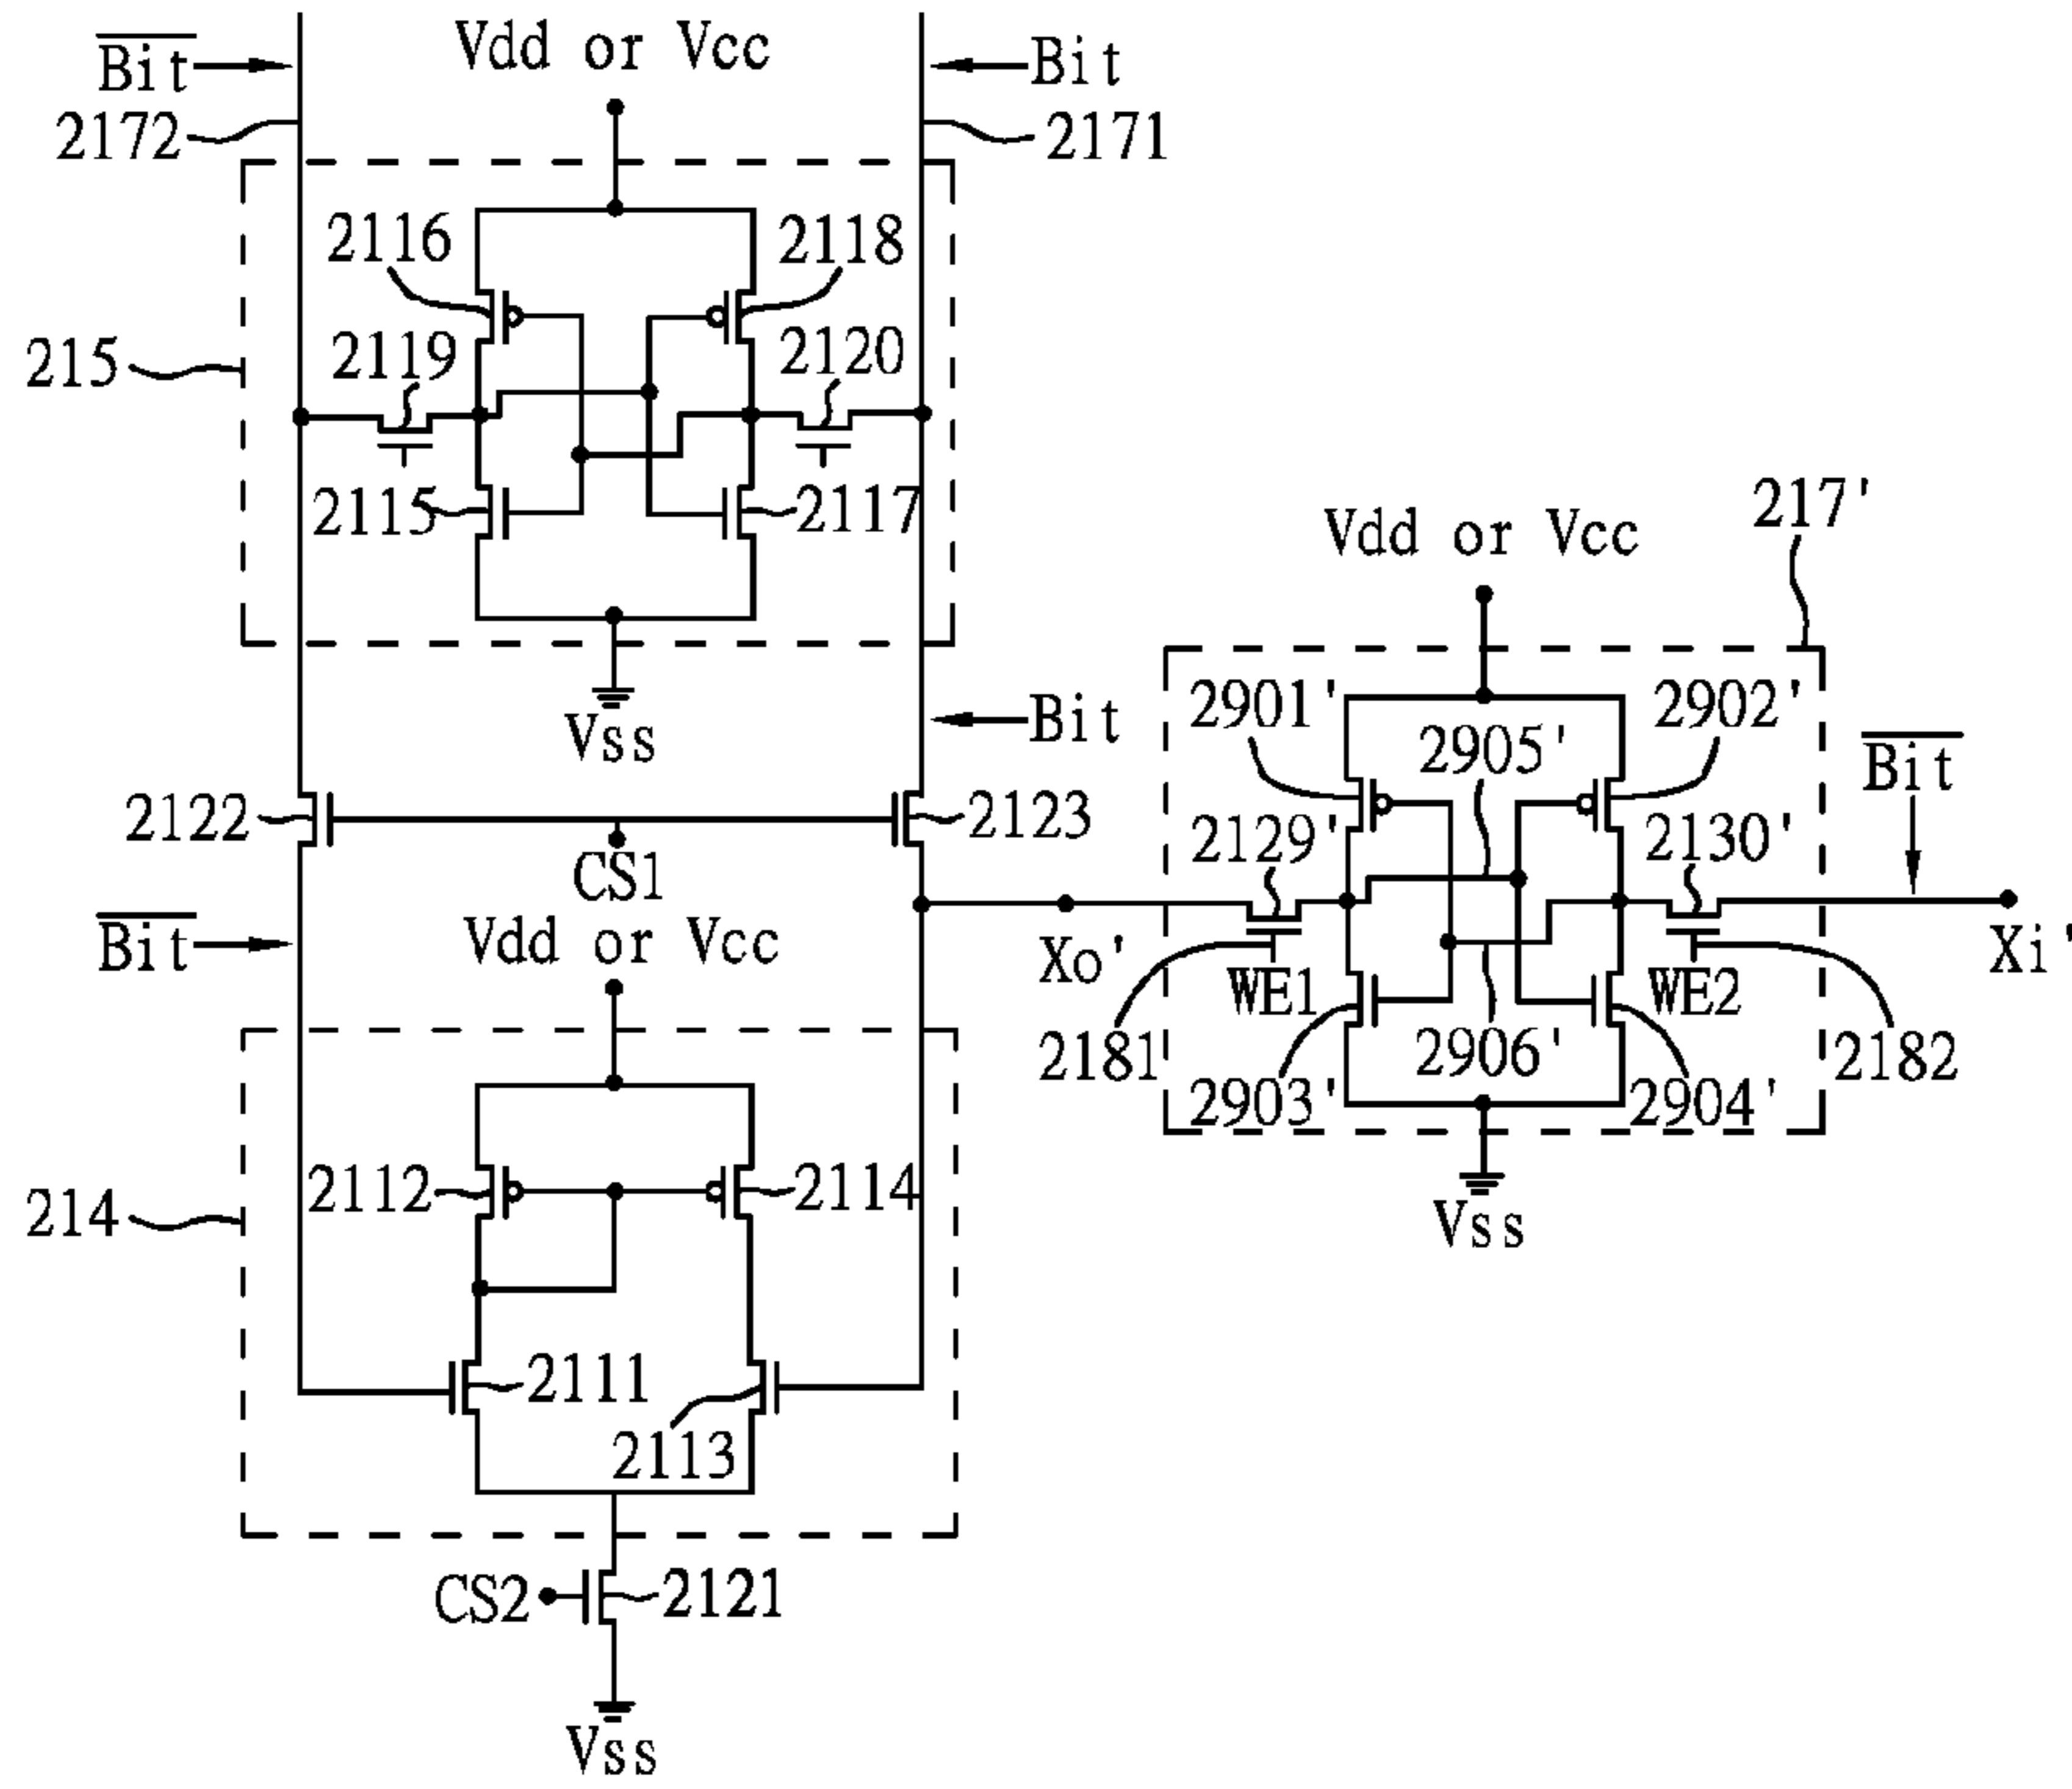 Vdd or Vcc
Bit
Bit
2172
2171
2116
2118
215
2119
2120
2115
2117
217'
Vdd or Vcc
Vss
Bit
2901'
2902'
2905'
Bit
2122
2123
2129'
2130'
CS1
Bit
Vdd or Vcc
Xo'
WE1
WE2
Xi'
2181
2906'
2182
2903'
2904'
214
2112
2114
Vss
2111
2113
CS2
2121
Vss